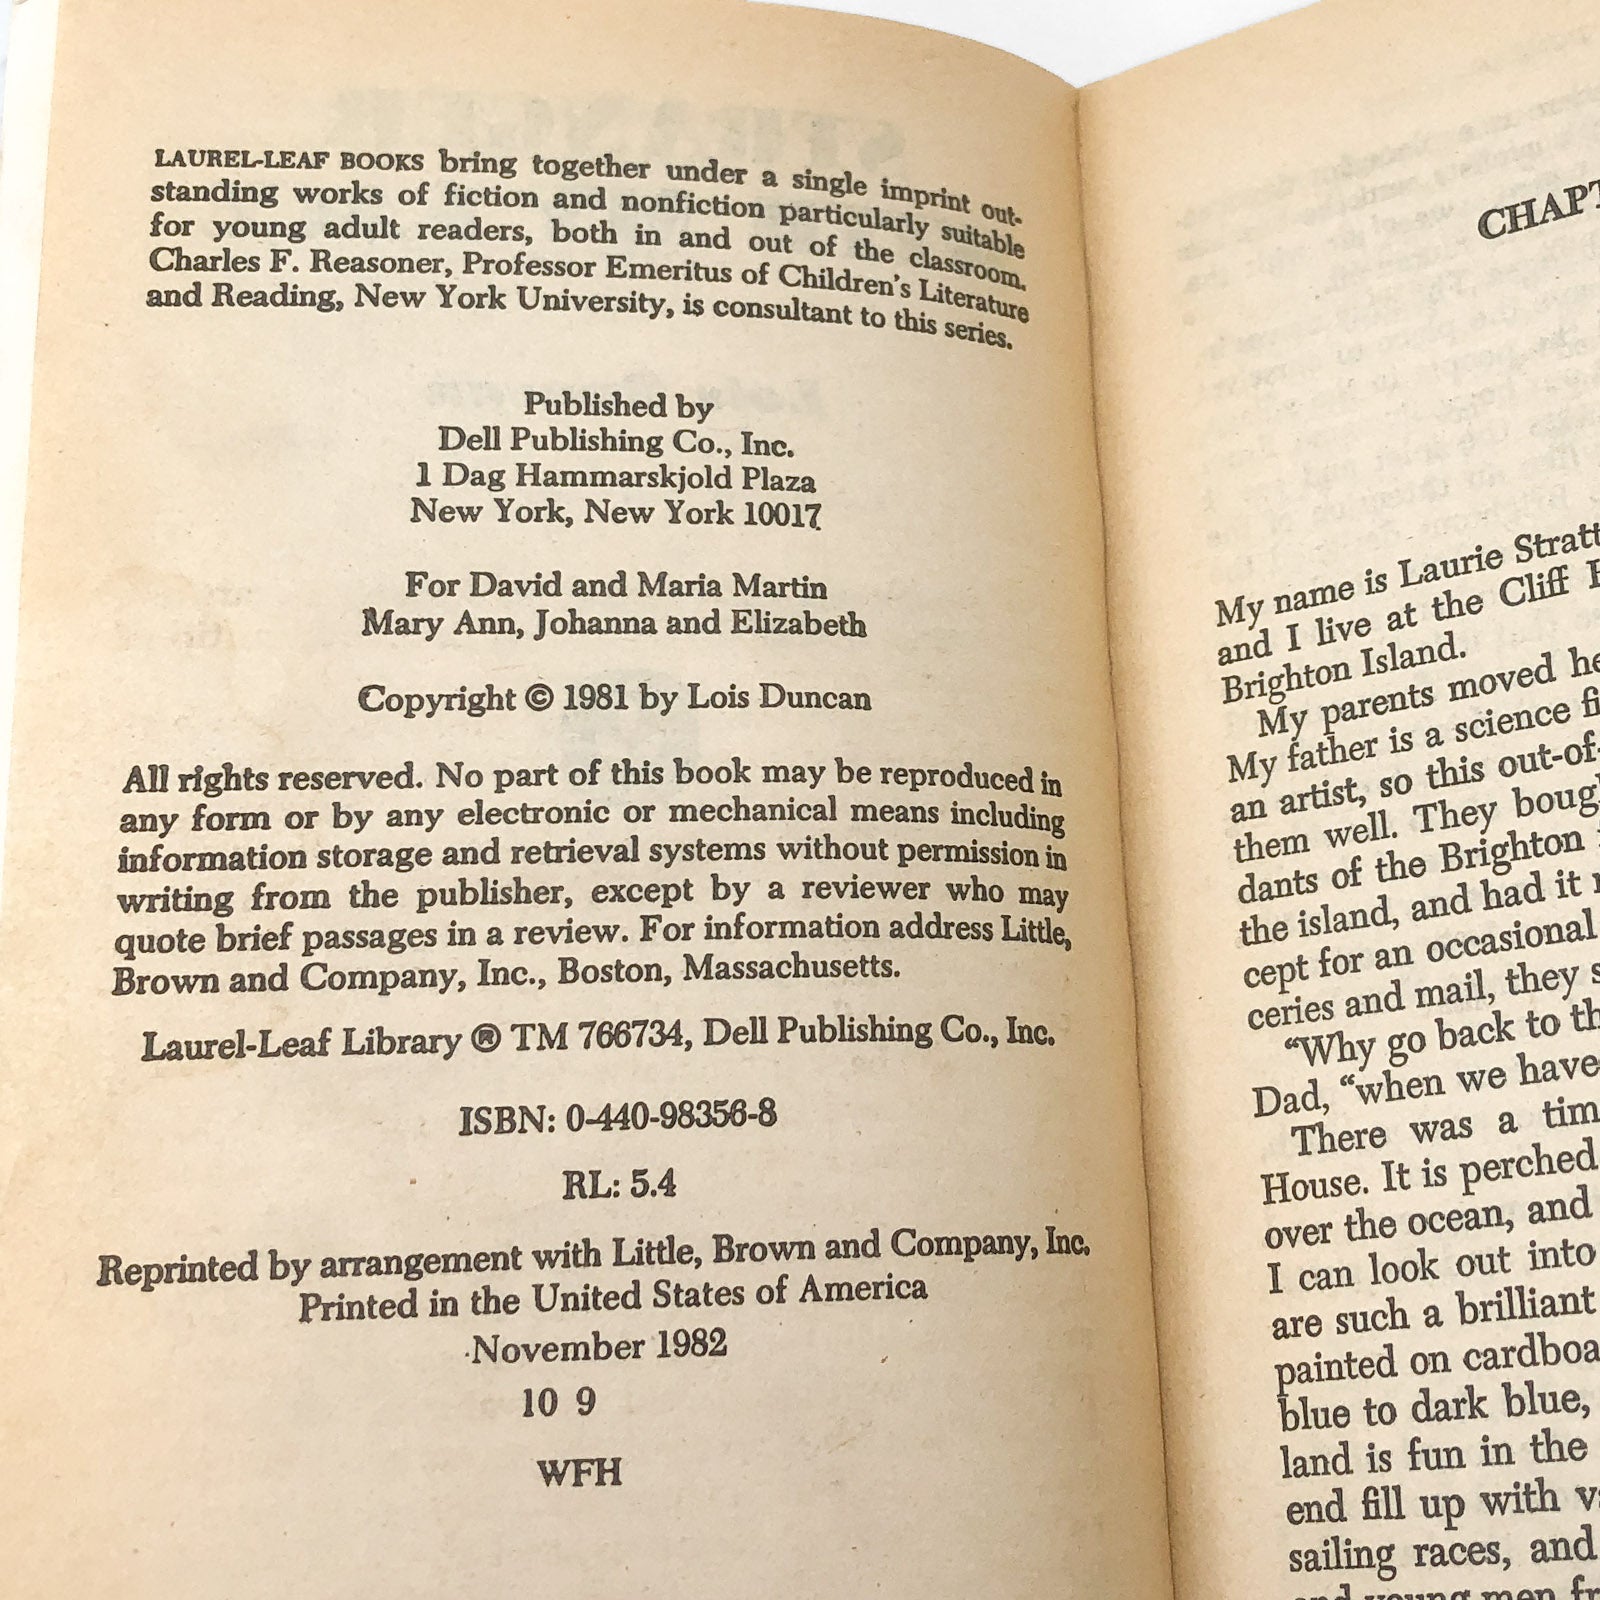 LAUREL-LEAF BOOKS bring together under a single imprint out-
standing works of fiction and nonfiction particularly suitable
for young adult readers, both in and out of the classroom.
Charles F. Reasoner, Professor Emeritus of Children's Literature
and Reading, New York University, is consultant to this series.
Published by
Dell Publishing Co., Inc.
1 Dag Hammarskjold Plaza
New York, New York 10017
For David and Maria Martin
Mary Ann, Johanna and Elizabeth
Copyright © 1981 by Lois Duncan
All rights reserved. No part of this book may be reproduced in
any form or by any electronic or mechanical means including
information storage and retrieval systems without permission in
writing from the publisher, except by a reviewer who may
quote brief passages in a review. For information address Little,
Brown and Company, Inc., Boston, Massachusetts.
Laurel-Leaf Library ® TM 766734, Dell Publishing Co., Inc.
ISBN: 0-440-98356-8
RL: 5.4
Reprinted by arrangement with Little, Brown and Company, Inc.
Printed in the United States of America
November 1982
10 9
WFH
CHAPT
My name is Laurie Stratt
and I live at the Cliff
Brighton Island.
My parents moved he
My father is a science fi
an artist, so this out-of-
them well. They boug
dants of the Brighton
the island, and had it
cept for an occasional
ceries and mail, they s
“Why go back to th
Dad, “when we have
There was a tim
House. It is perched
over the ocean, and
I can look out into
are such a brilliant
painted on cardboa
blue to dark blue,
land is fun in the
end fill up with v
sailing races, and
and young men fr